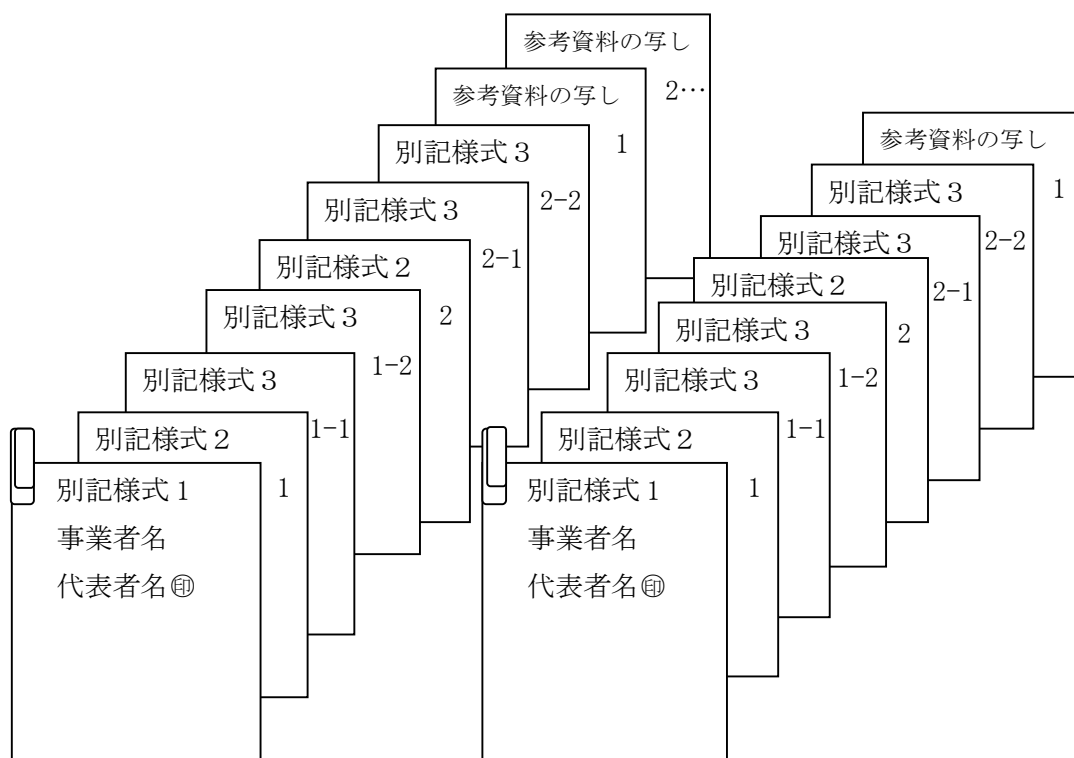 参考資料の写し
2…
参考資料の写し
1
別記様式３
2-2
別記様式３
2-1
別記様式２
2
別記様式３
1-2
別記様式３
1-1
別記様式２
1
別記様式１
事業者名
代表者名㊞
参考資料の写し
1
別記様式３
2-2
別記様式３
2-1
別記様式２
2
別記様式３
1-2
別記様式３
1-1
別記様式２
1
別記様式１
事業者名
代表者名㊞